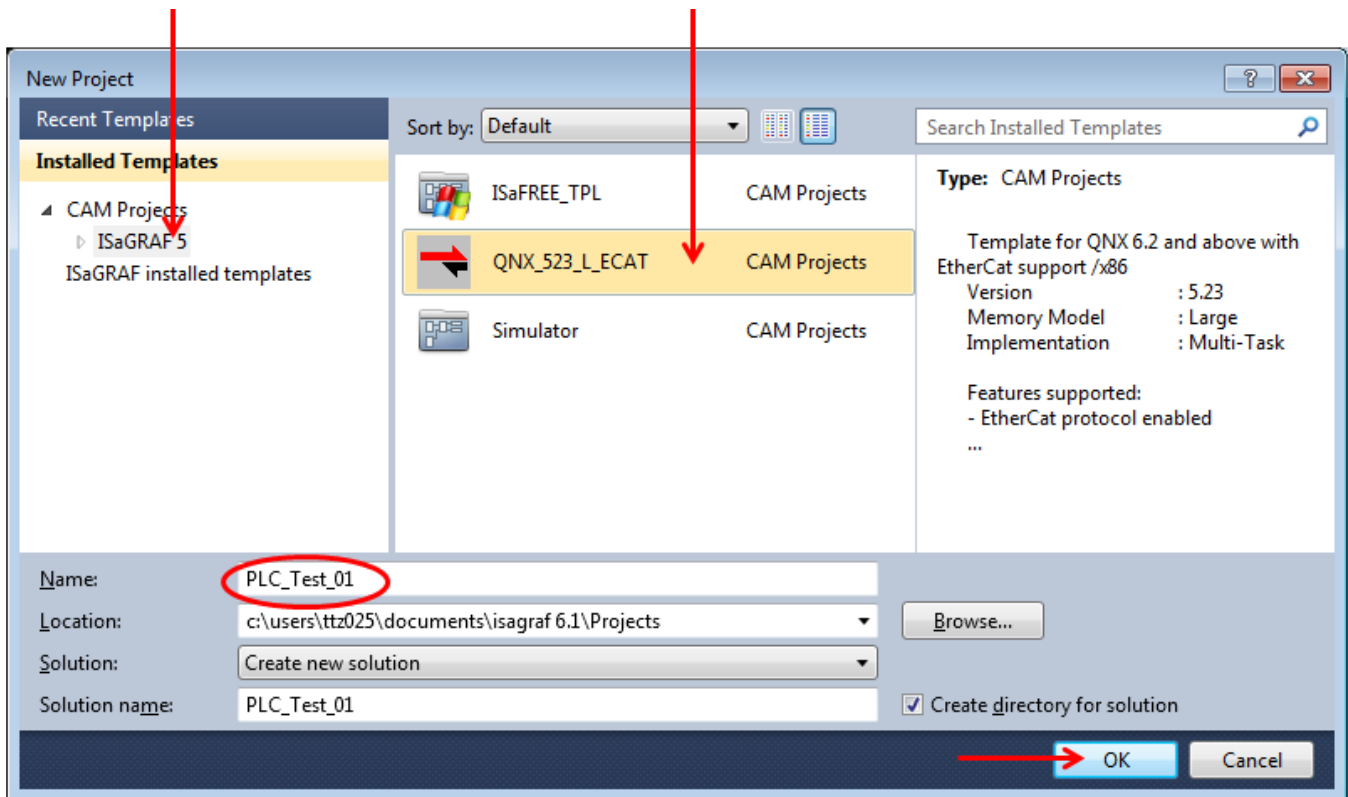 New Project
Recent Templates
Installed Templates
CAM Projects
ISaGRAF 5
ISaGRAF installed templates
Sort by: Default
ISaFREE_TPL CAM Projects
QNX_523_L_ECAT CAM Projects
Simulator CAM Projects
Search Installed Templates
Type: CAM Projects
Template for QNX 6.2 and above with
EtherCat support /x86
Version : 5.23
Memory Model : Large
Implementation : Multi-Task
Features supported:
- EtherCat protocol enabled
...
Name: PLC_Test_01
Location: c:\users\ttz025\documents\isagraf 6.1\Projects Browse...
Solution: Create new solution
Solution name: PLC_Test_01 Create directory for solution
OK Cancel